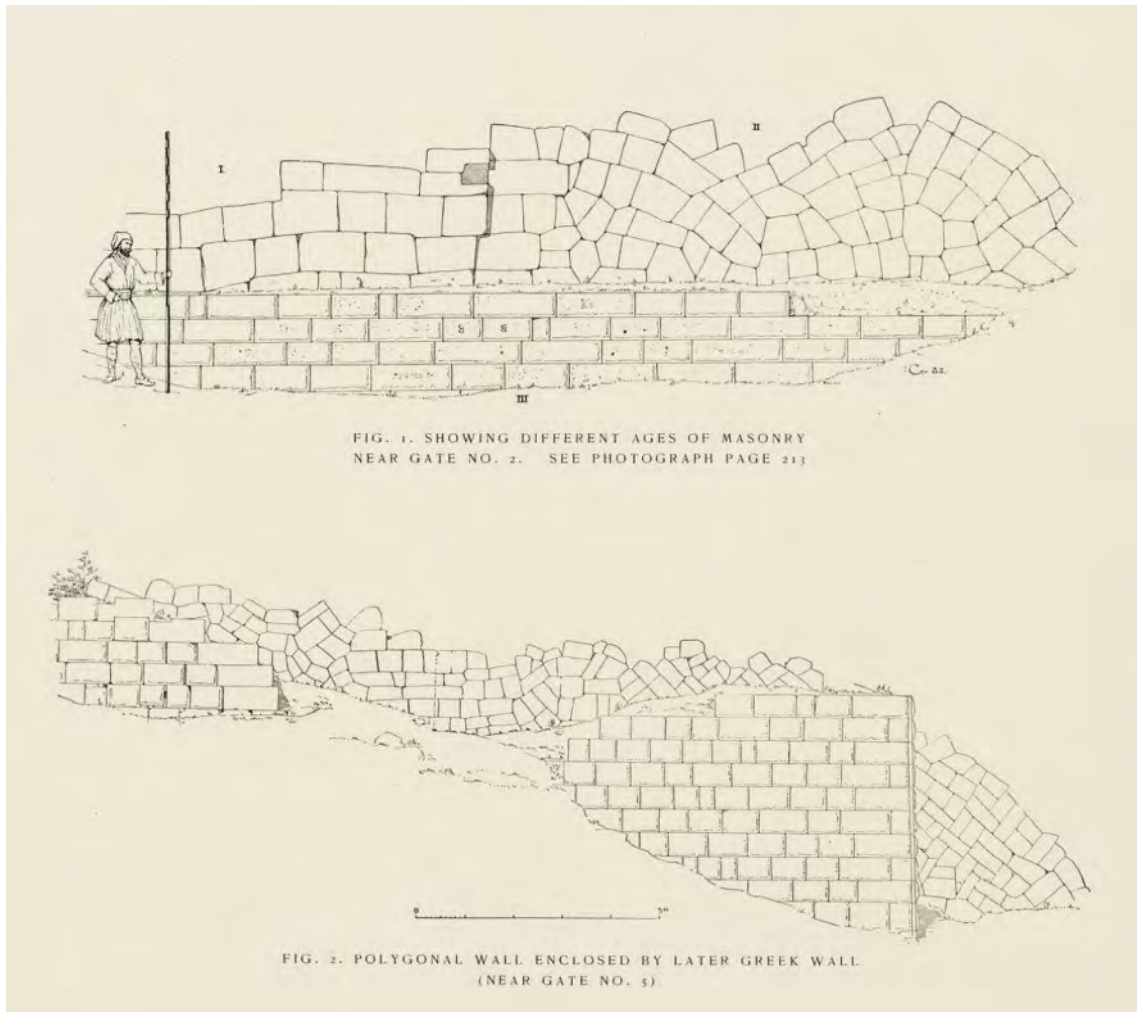 I
II
III
FIG. 1. SHOWING DIFFERENT AGES OF MASONRY
NEAR GATE NO. 2. SEE PHOTOGRAPH PAGE 213
0
FIG. 2. POLYGONAL WALL ENCLOSED BY LATER GREEK WALL
(NEAR GATE NO. 5)